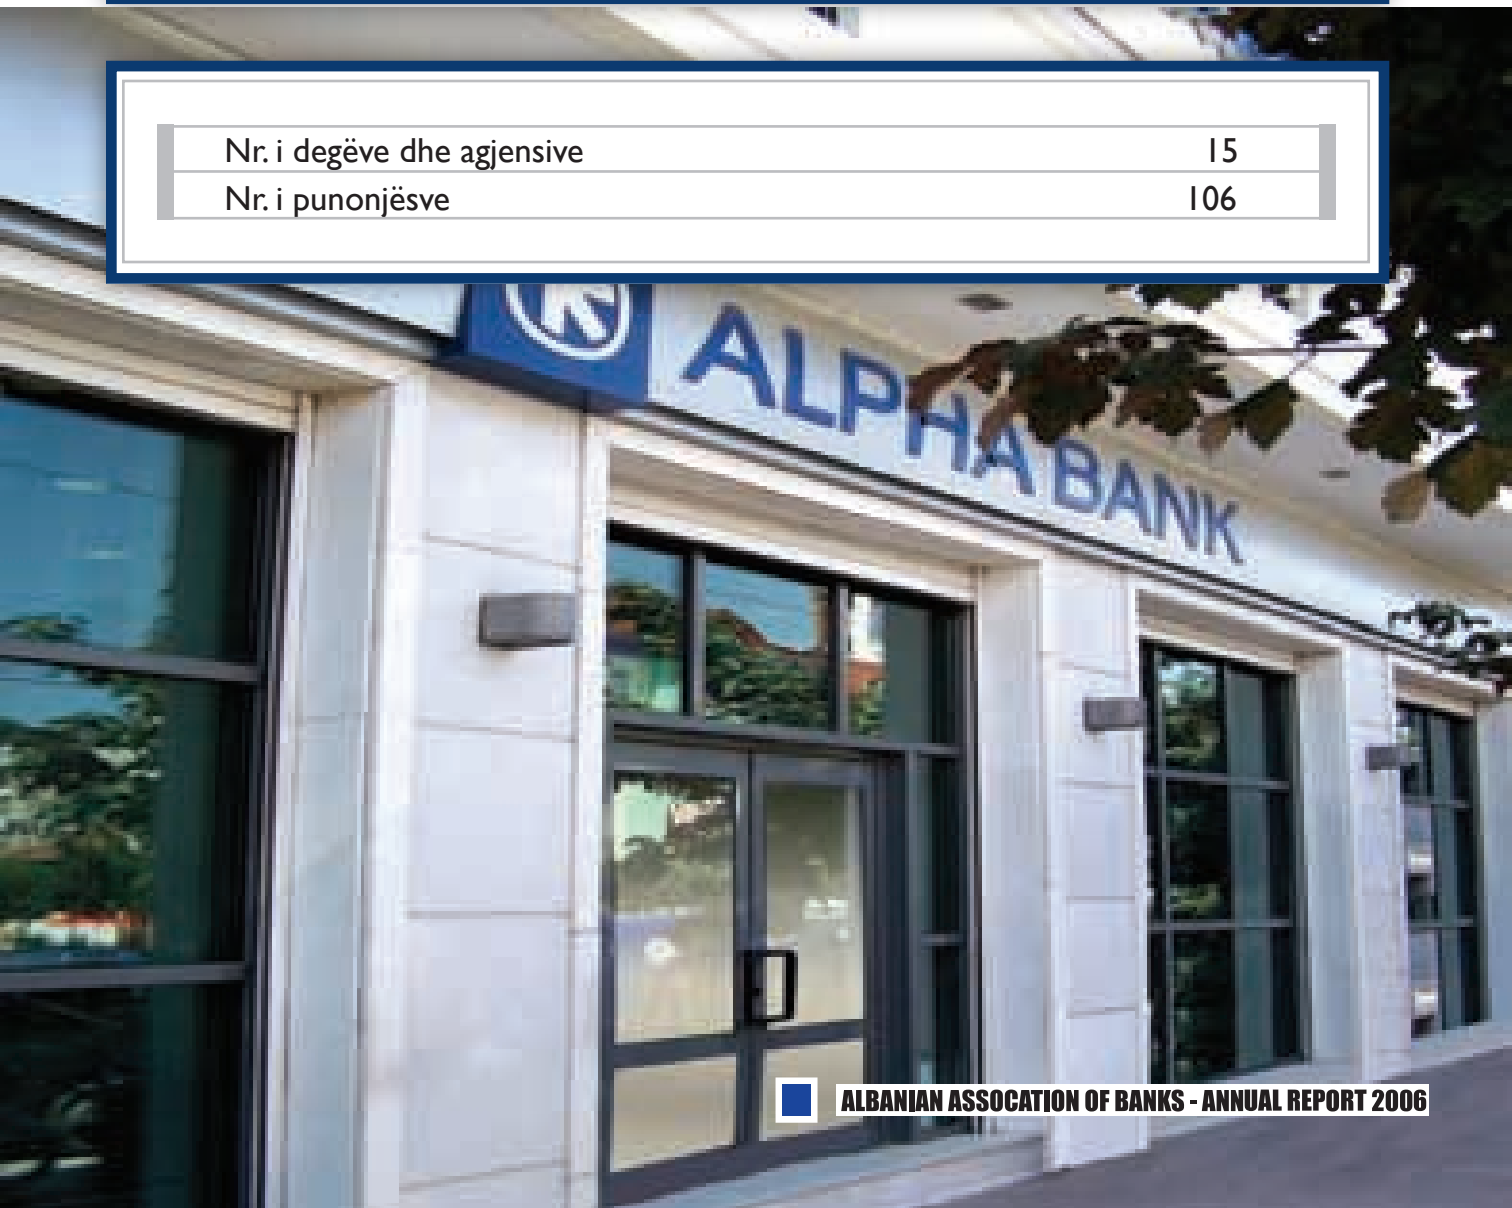 Nr. i degëve dhe agjensive 15
Nr. i punonjësve 106
ALPHA BANK
ALBANIAN ASSOCATION OF BANKS - ANNUAL REPORT 2006